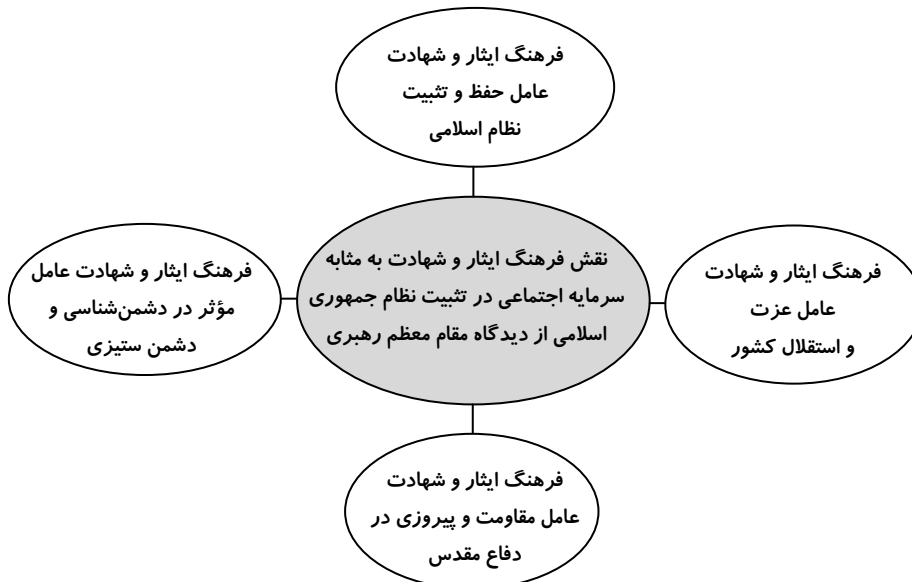 فرهنگ ایثار و شهادت
عامل حفظ و تثبیت
نظام اسلامی
فرهنگ ایثار و شهادت
عامل عزت
و استقلال کشور
نقش فرهنگ ایثار و شهادت به مثابه
سرمایه اجتماعی در تثبیت نظام جمهوری
اسلامی از دیدگاه مقام معظم رهبری
فرهنگ ایثار و شهادت عامل
مؤثر در دشمن‌شناسی و
دشمن ستیزی
فرهنگ ایثار و شهادت
عامل مقاومت و پیروزی در
دفاع مقدس